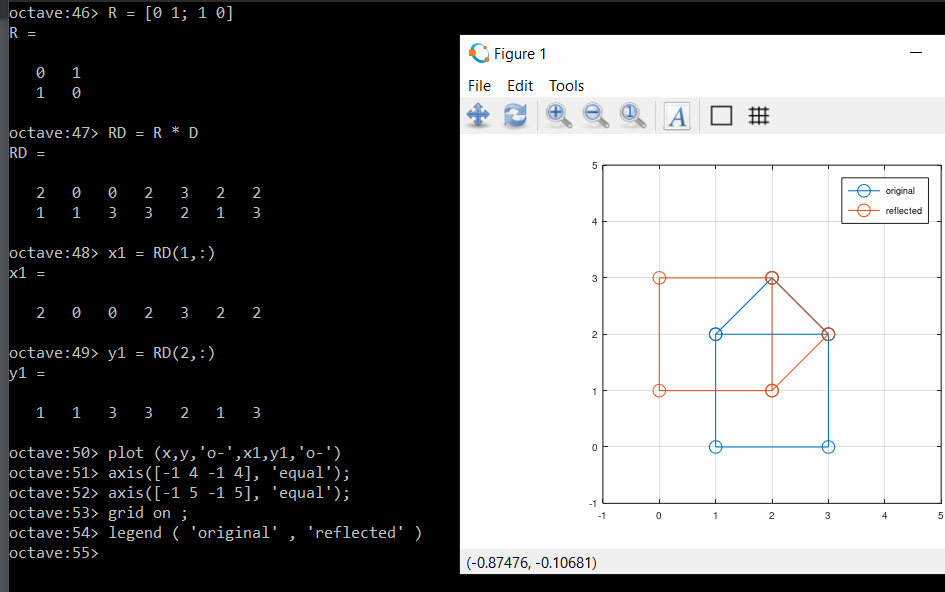 octave:46> R = [0 1; 1 0]
R =
0 1
1 0
octave:47> RD = R * D
RD =
2 0 0 2 3 2 2
1 1 3 3 2 1 3
octave:48> x1 = RD(1,:)
x1 =
2 0 0 2 3 2 2
octave:49> y1 = RD(2,:)
y1 =
1 1 3 3 2 1 3
octave:50> plot (x,y,'o-',x1,y1,'o-')
octave:51> axis([-1 4 -1 4], 'equal');
octave:52> axis([-1 5 -1 5], 'equal');
octave:53> grid on ;
octave:54> legend ( 'original' , 'reflected' )
octave:55>
Figure 1
File Edit Tools
1 A
original
reflected
5
4
3
2
1
0
-1
-1 0 1 2 3 4 5
(-0.87476, -0.10681)